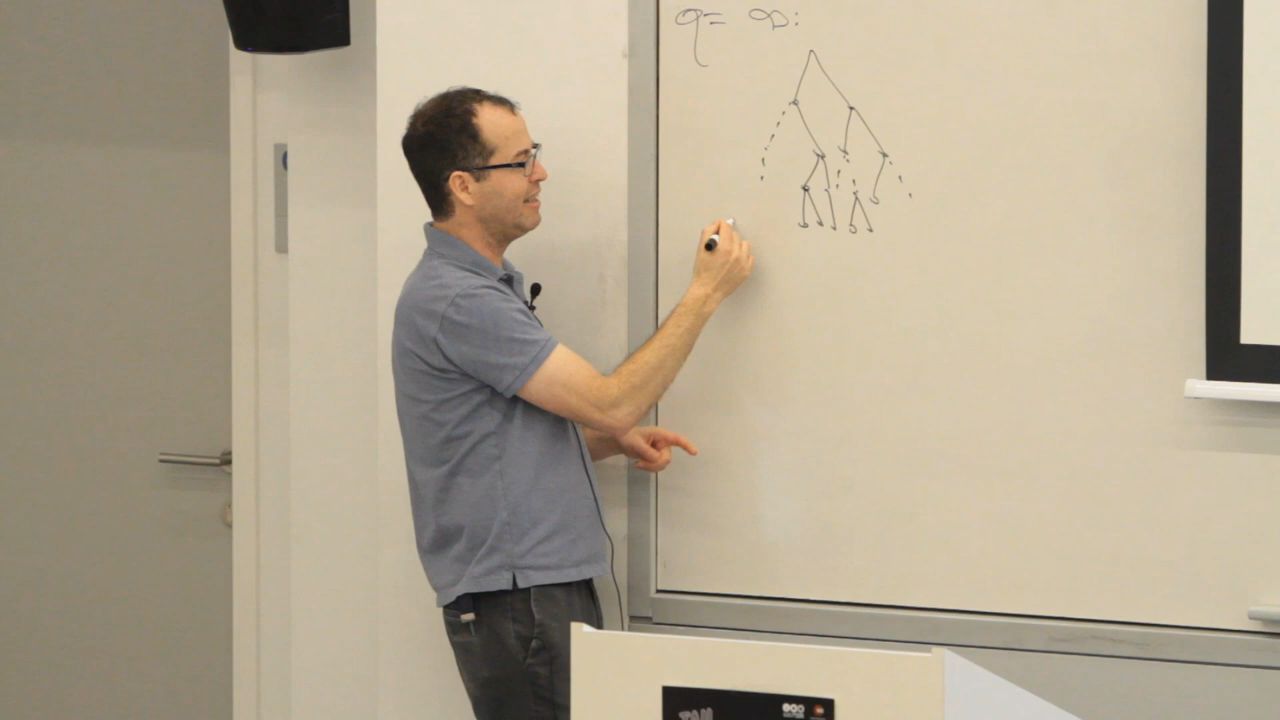 q = ∞: